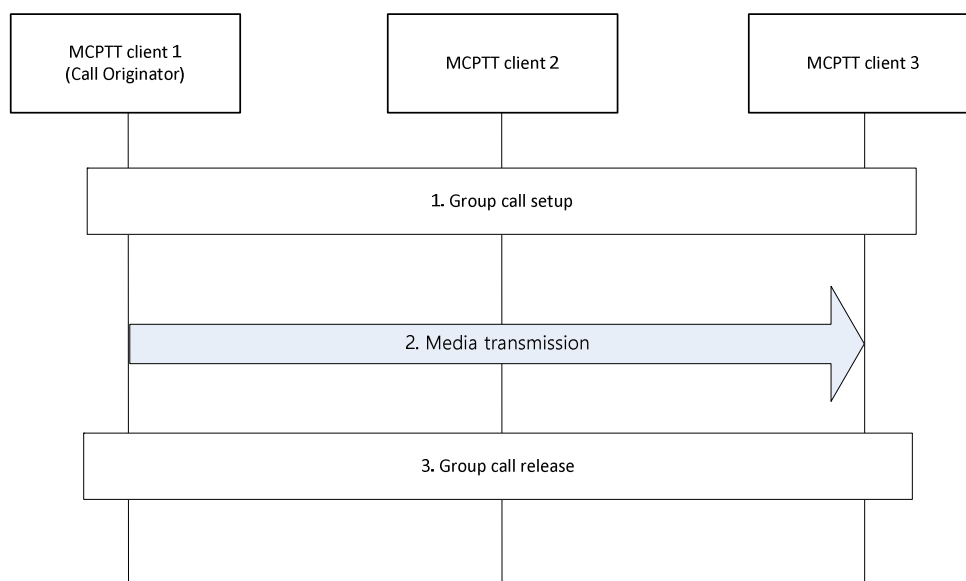 MCPTT client 1
(Call Originator)
MCPTT client 2
MCPTT client 3
1. Group call setup
2. Media transmission
3. Group call release